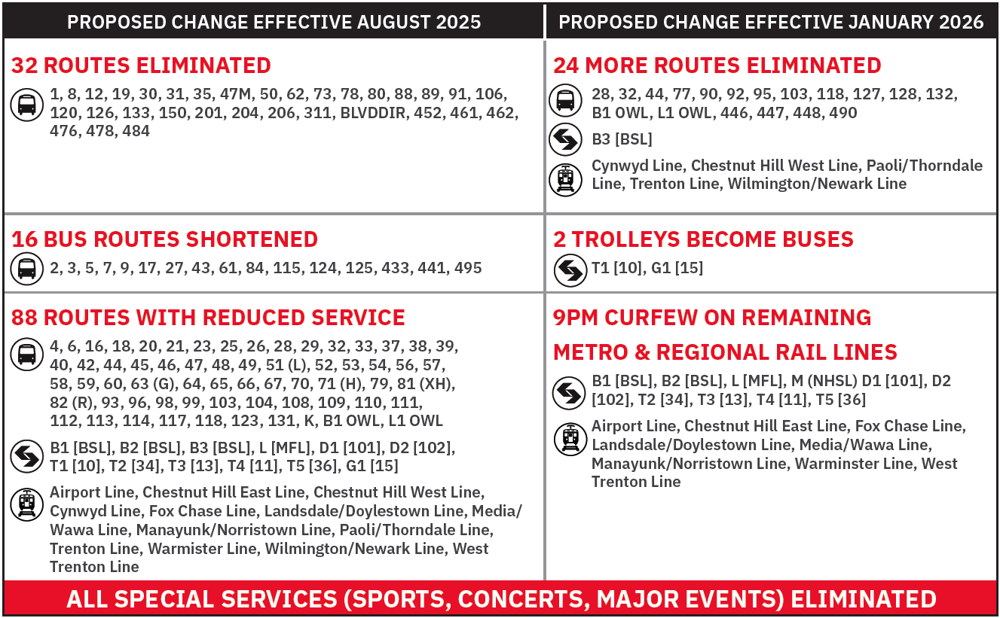 PROPOSED CHANGE EFFECTIVE AUGUST 2025
32 ROUTES ELIMINATED
1, 8, 12, 19, 30, 31, 35, 47M, 50, 62, 73, 78, 80, 88, 89, 91, 106,
120, 126, 133, 150, 201, 204, 206, 311, BLVDDIR, 452, 461, 462,
476, 478, 484
16 BUS ROUTES SHORTENED
2, 3, 5, 7, 9, 17, 27, 43, 61, 84, 115, 124, 125, 433, 441, 495
88 ROUTES WITH REDUCED SERVICE
4, 6, 16, 18, 20, 21, 23, 25, 26, 28, 29, 32, 33, 37, 38, 39,
40, 42, 44, 45, 46, 47, 48, 49, 51 (L), 52, 53, 54, 56, 57,
58, 59, 60, 63 (G), 64, 65, 66, 67, 70, 71 (H), 79, 81 (XH),
82 (R), 93, 96, 98, 99, 103, 104, 108, 109, 110, 111,
112, 113, 114, 117, 118, 123, 131, K, B1 OWL, L1 OWL
B1 [BSL], B2 [BSL], B3 [BSL], L [MFL], D1 [101], D2 [102],
T1 [10], T2 [34], T3 [13], T4 [11], T5 [36], G1 [15]
Airport Line, Chestnut Hill East Line, Chestnut Hill West Line,
Cynwyd Line, Fox Chase Line, Landsdale/Doylestown Line, Media/
Wawa Line, Manayunk/Norristown Line, Paoli/Thorndale Line,
Trenton Line, Warmister Line, Wilmington/Newark Line, West
Trenton Line
PROPOSED CHANGE EFFECTIVE JANUARY 2026
24 MORE ROUTES ELIMINATED
28, 32, 44, 77, 90, 92, 95, 103, 118, 127, 128, 132,
B1 OWL, L1 OWL, 446, 447, 448, 490
B3 [BSL]
Cynwyd Line, Chestnut Hill West Line, Paoli/Thorndale
Line, Trenton Line, Wilmington/Newark Line
2 TROLLEYS BECOME BUSES
T1 [10], G1 [15]
9PM CURFEW ON REMAINING
METRO & REGIONAL RAIL LINES
B1 [BSL], B2 [BSL], L [MFL], M (NHSL) D1 [101], D2
[102], T2 [34], T3 [13], T4 [11], T5 [36]
Airport Line, Chestnut Hill East Line, Fox Chase Line,
Landsdale/Doylestown Line, Media/Wawa Line,
Manayunk/Norristown Line, Warminster Line, West
Trenton Line
ALL SPECIAL SERVICES (SPORTS, CONCERTS, MAJOR EVENTS) ELIMINATED